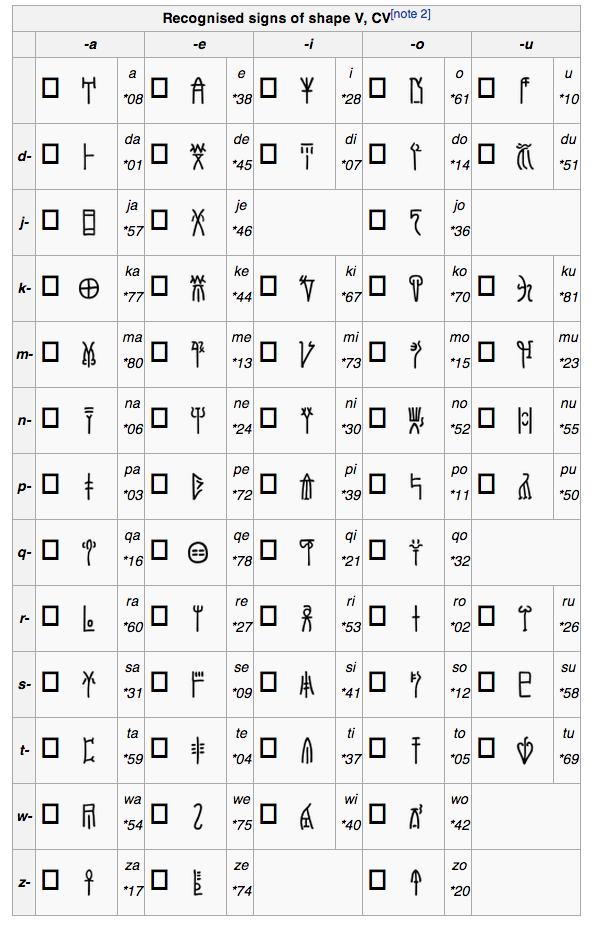 Recognised signs of shape V, CV[note 2]
-a -e -i -o -u
𐀀 a *08 𐀁 e *38 𐀂 i *28 𐀃 o *61 𐀄 u *10
d- 𐀅 da *01 𐀆 de *45 𐀇 di *07 𐀈 do *14 𐀉 du *51
j- 𐀊 ja *57 𐀋 je *46 𐀍 jo *36
k- 𐀏 ka *77 𐀐 ke *44 𐀑 ki *67 𐀒 ko *70 𐀓 ku *81
m- 𐀔 ma *80 𐀕 me *13 𐀖 mi *73 𐀗 mo *15 𐀘 mu *23
n- 𐀙 na *06 𐀚 ne *24 𐀛 ni *30 𐀜 no *52 𐀝 nu *55
p- 𐀞 pa *03 𐀟 pe *72 𐀠 pi *39 𐀡 po *11 𐀢 pu *50
q- 𐀣 qa *16 𐀤 qe *78 𐀥 qi *21 𐀦 qo *32
r- 𐀨 ra *60 𐀩 re *27 𐀪 ri *53 𐀫 ro *02 𐀬 ru *26
s- 𐀭 sa *31 𐀮 se *09 𐀯 si *41 𐀰 so *12 𐀱 su *58
t- 𐀲 ta *59 𐀳 te *04 𐀴 ti *37 𐀵 to *05 𐀶 tu *69
w- 𐀷 wa *54 𐀸 we *75 𐀹 wi *40 𐀺 wo *42
z- 𐀼 za *17 𐀽 ze *74 𐀿 zo *20